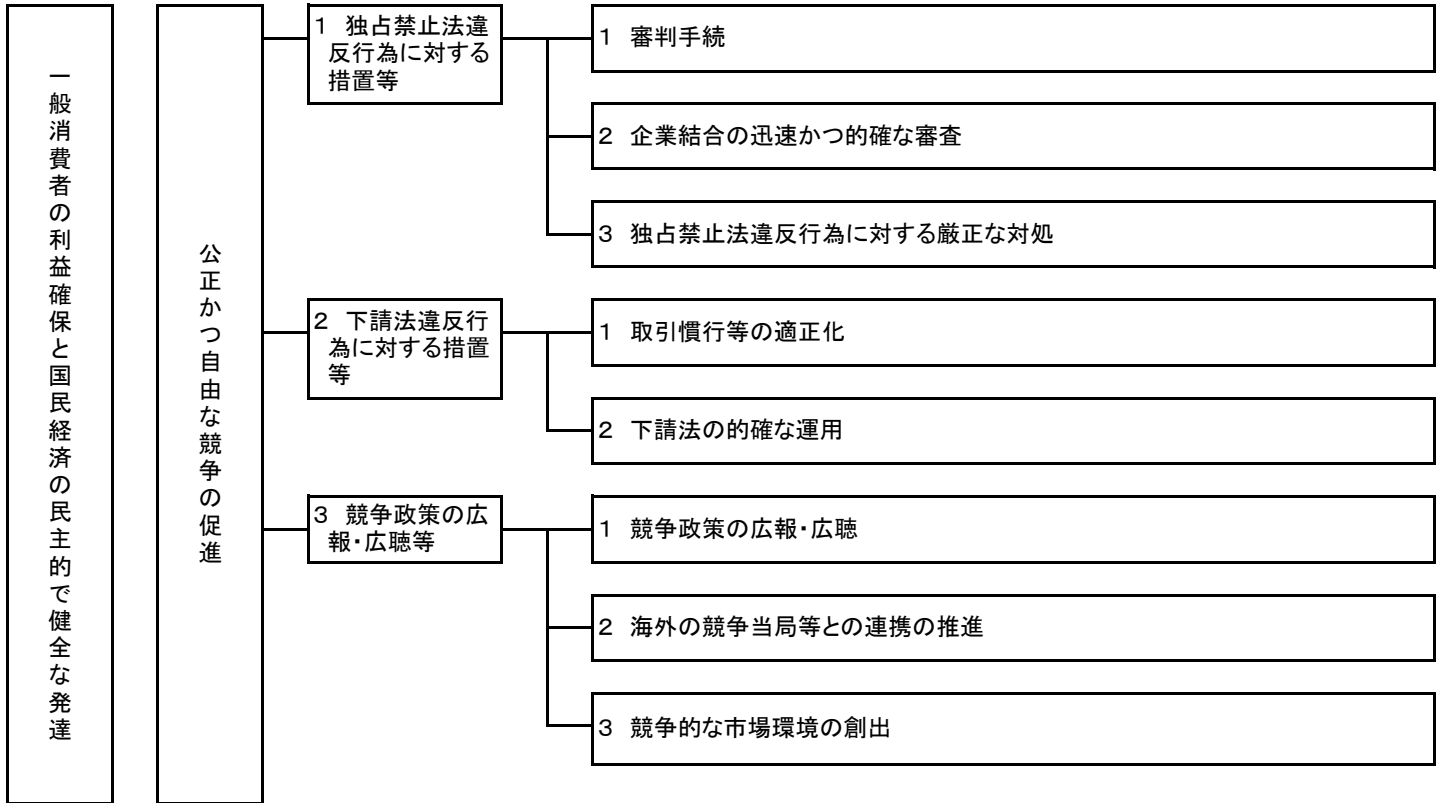 一般消費者の利益確保と国民経済の民主的で健全な発達
公正かつ自由な競争の促進
1 独占禁止法違
反行為に対する
措置等
1 審判手続
2 企業結合の迅速かつ的確な審査
3 独占禁止法違反行為に対する厳正な対処
2 下請法違反行
為に対する措置
等
1 取引慣行等の適正化
2 下請法の的確な運用
3 競争政策の広
報・広聴等
1 競争政策の広報・広聴
2 海外の競争当局等との連携の推進
3 競争的な市場環境の創出